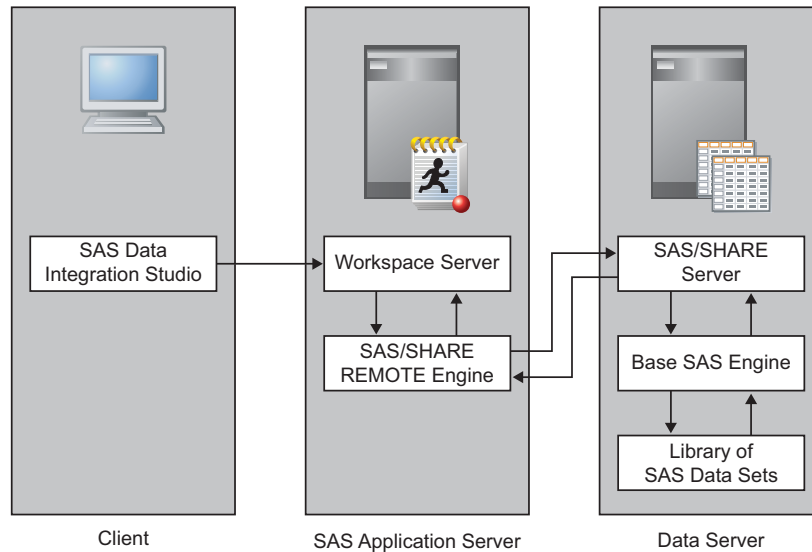 SAS Data
Integration Studio
Workspace Server
SAS/SHARE
REMOTE Engine
SAS/SHARE
Server
Base SAS Engine
Library of
SAS Data Sets
Client
SAS Application Server
Data Server